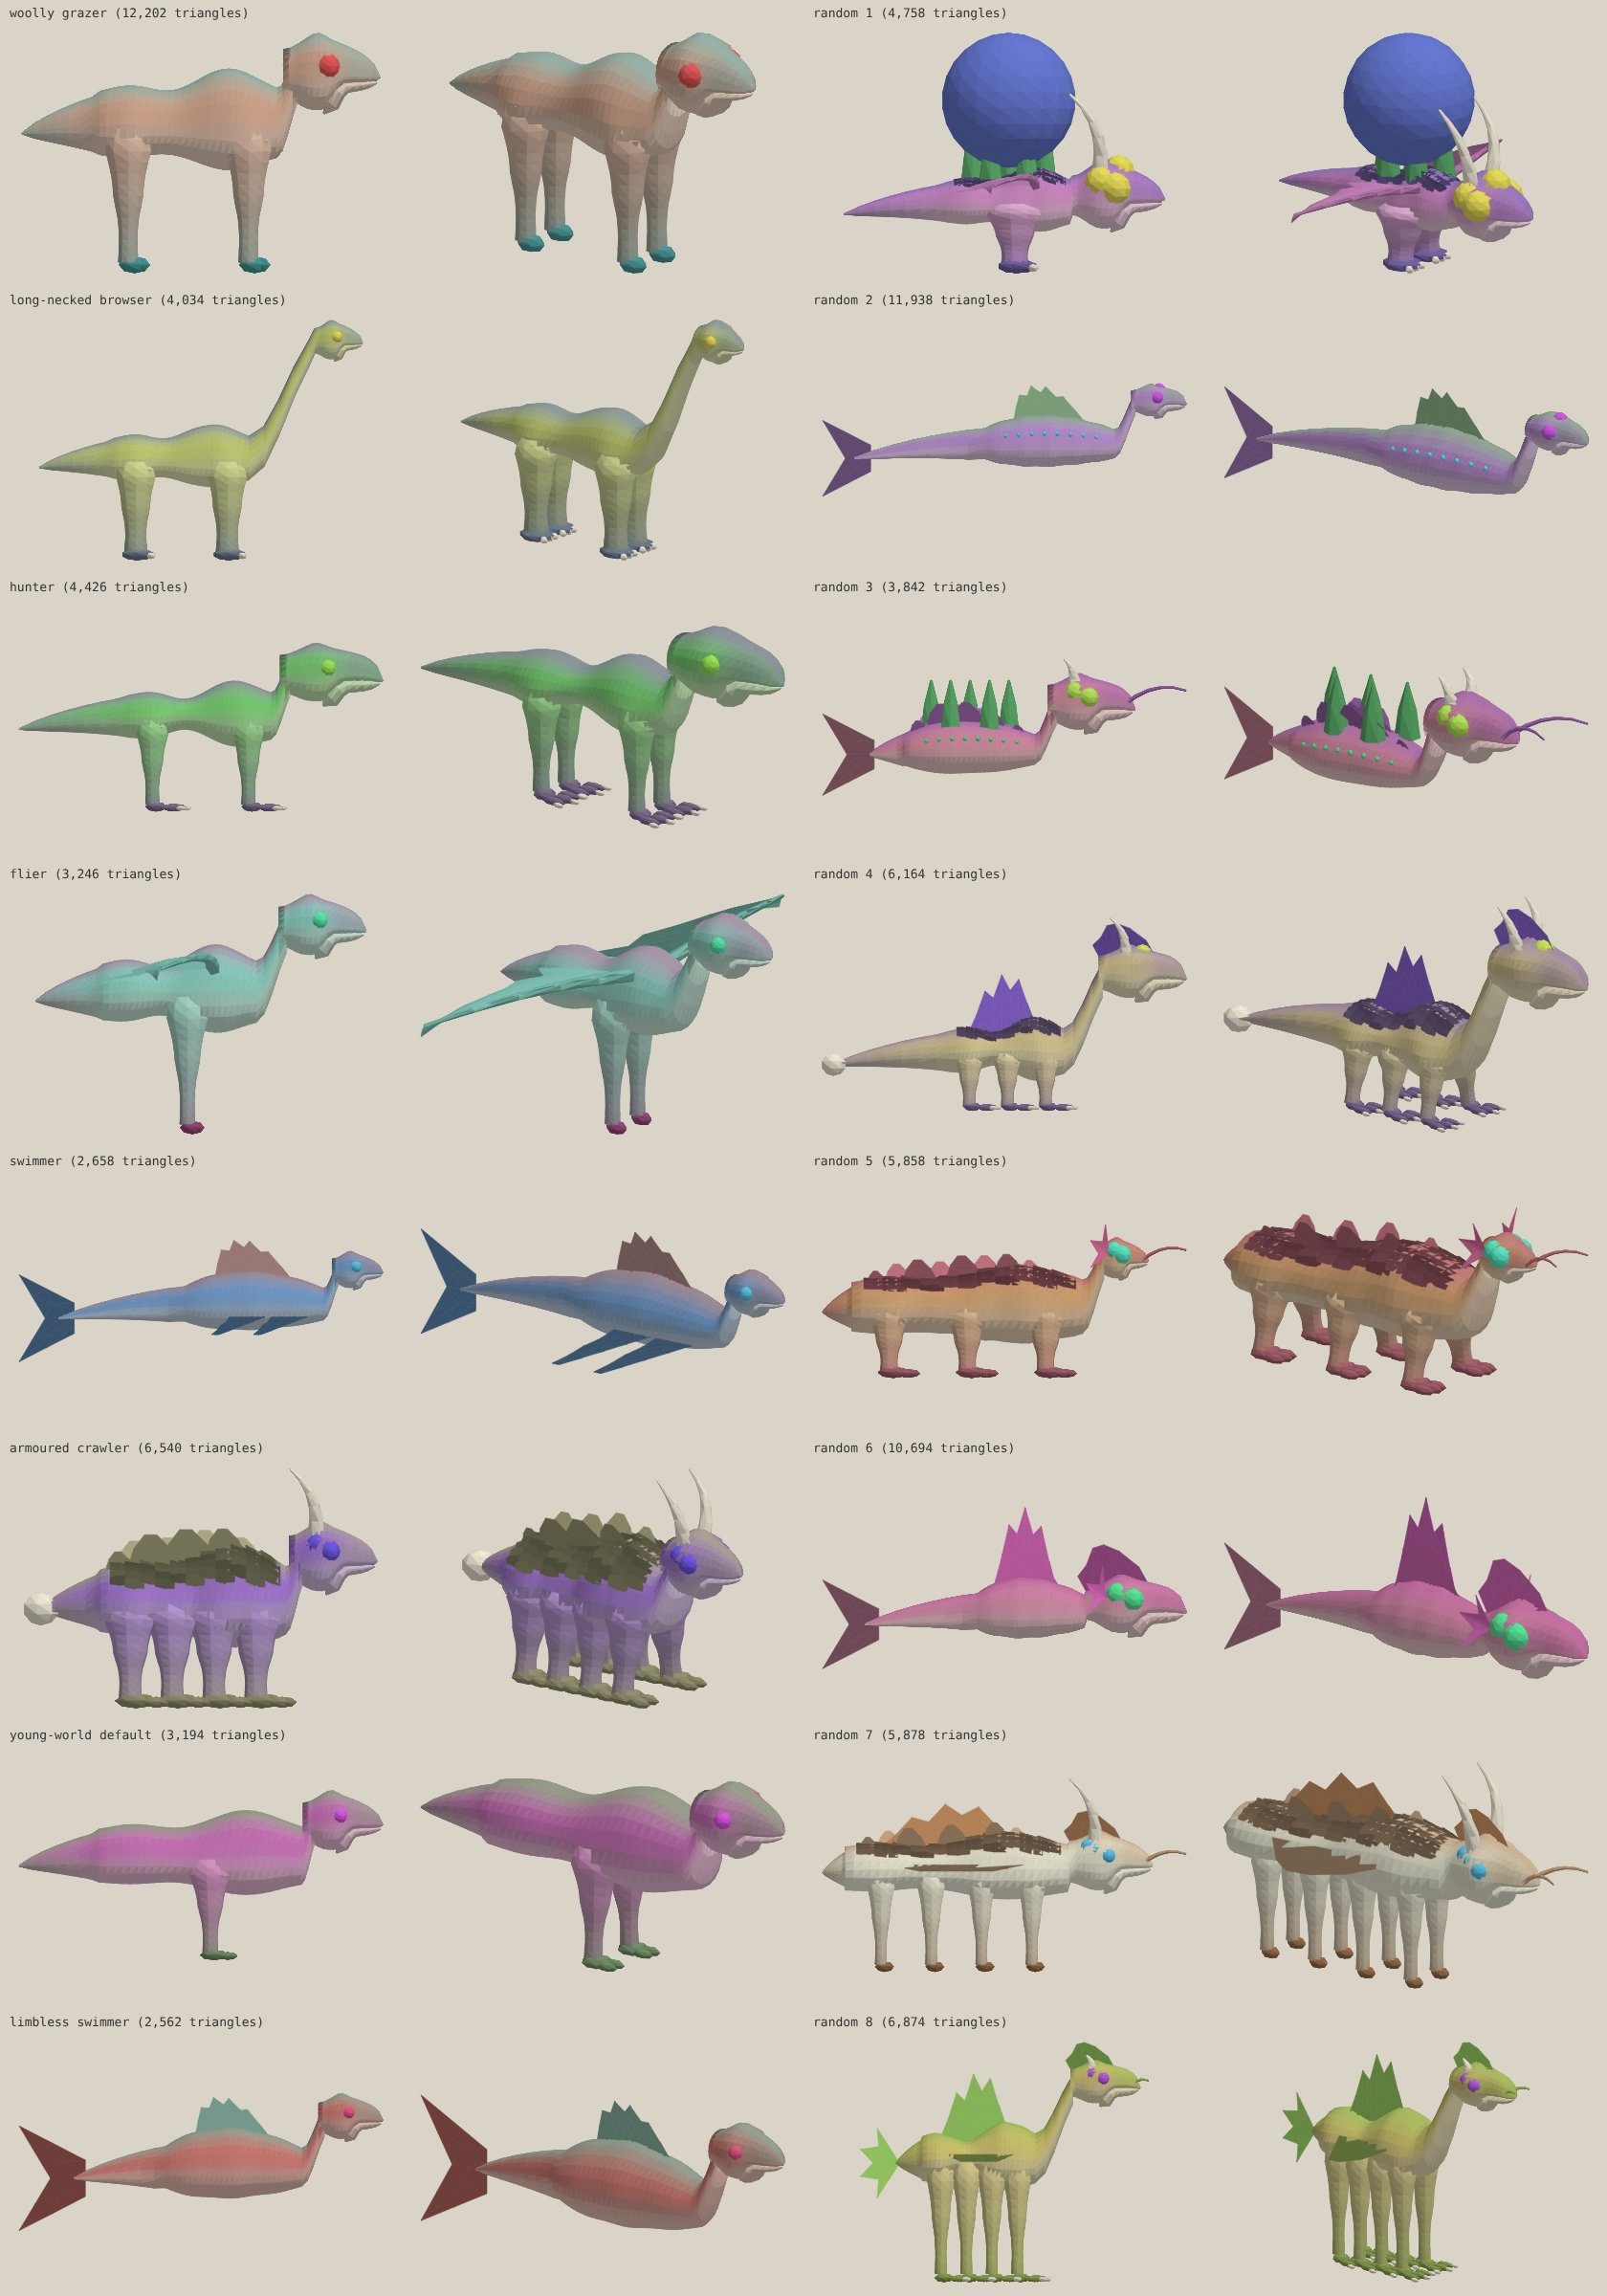 woolly grazer (12,202 triangles)
random 1 (4,758 triangles)
long-necked browser (4,034 triangles)
random 2 (11,938 triangles)
hunter (4,426 triangles)
random 3 (3,842 triangles)
flier (3,246 triangles)
random 4 (6,164 triangles)
swimmer (2,658 triangles)
random 5 (5,858 triangles)
armoured crawler (6,540 triangles)
random 6 (10,694 triangles)
young-world default (3,194 triangles)
random 7 (5,878 triangles)
limbless swimmer (2,562 triangles)
random 8 (6,874 triangles)